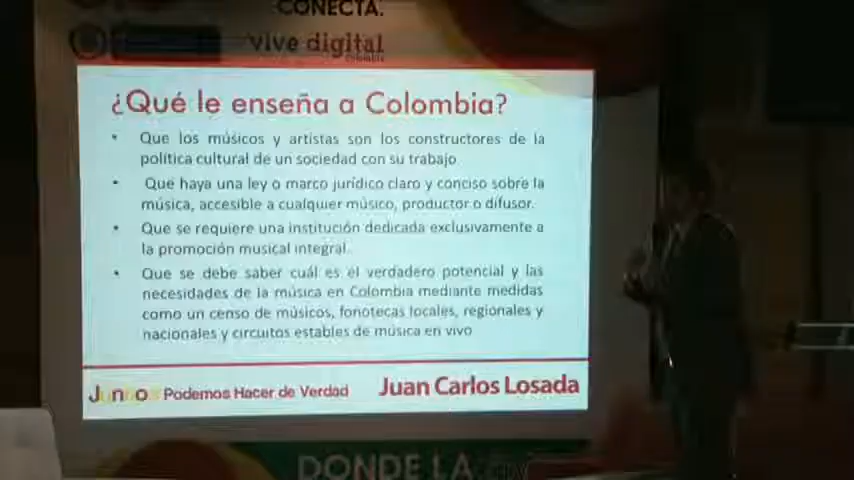 CONECTA.
vive digital
¿Qué le enseña a Colombia?
• Que los músicos y artistas son los constructores de la
política cultural de un sociedad con su trabajo
• Que haya una ley o marco jurídico claro y conciso sobre la
música, accesible a cualquier músico, productor o difusor.
• Que se requiere una institución dedicada exclusivamente a
la promoción musical integral.
• Que se debe saber cuál es el verdadero potencial y las
necesidades de la música en Colombia mediante medidas
como un censo de músicos, fonotecas locales, regionales y
nacionales y circuitos estables de música en vivo
Juntos Podemos Hacer de Verdad Juan Carlos Losada
DONDE LA